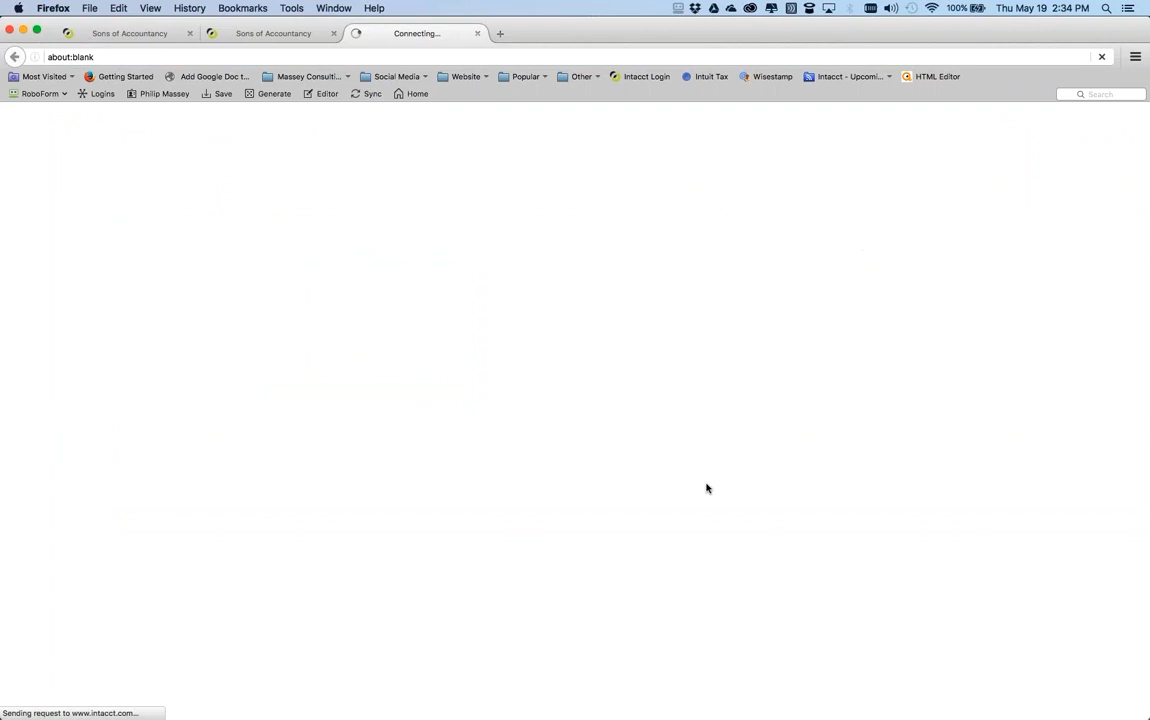 Firefox File Edit View History Bookmarks Tools Window Help 100% Thu May 19 2:34 PM
Sons of Accountancy Sons of Accountancy Connecting...
about:blank
Most Visited Getting Started Add Google Doc t... Massey Consulti... Social Media Website Popular Other Intacct Login Intuit Tax Wisestamp Intacct - Upcomi... HTML Editor
RoboForm Logins Philip Massey Save Generate Editor Sync Home Search
Sending request to www.intacct.com...